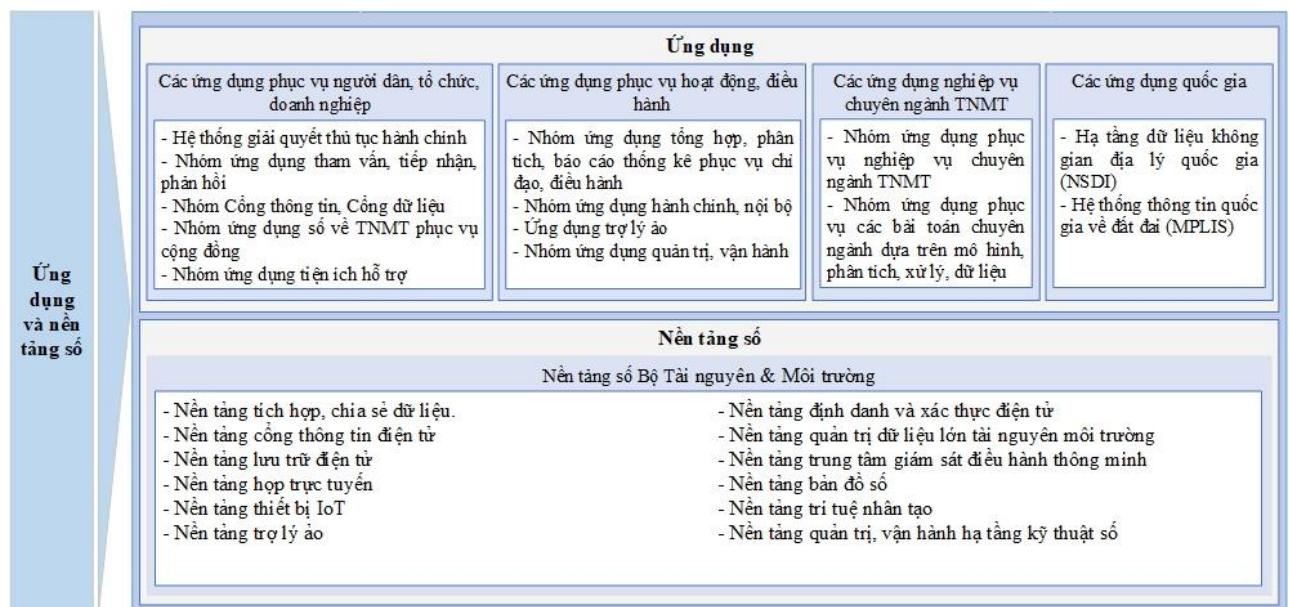 Ứng
dụng
và nền
tảng số
Ứng dụng
Các ứng dụng phục vụ người dân, tổ chức,
doanh nghiệp
- Hệ thống giải quyết thủ tục hành chính
- Nhóm ứng dụng tham vấn, tiếp nhận,
phản hồi
- Nhóm Cổng thông tin, Cổng dữ liệu
- Nhóm ứng dụng số về TNMT phục vụ
cộng đồng
- Nhóm ứng dụng tiện ích hỗ trợ
Các ứng dụng phục vụ hoạt động, điều
hành
- Nhóm ứng dụng tổng hợp, phân
tích, báo cáo thống kê phục vụ chỉ
đạo, điều hành
- Nhóm ứng dụng hành chính, nội bộ
- Ứng dụng trợ lý ảo
- Nhóm ứng dụng quản trị, vận hành
Các ứng dụng nghiệp vụ
chuyên ngành TNMT
- Nhóm ứng dụng phục
vụ nghiệp vụ chuyên
ngành TNMT
- Nhóm ứng dụng phục
vụ các bài toán chuyên
ngành dựa trên mô hình,
phân tích, xử lý, dữ liệu
Các ứng dụng quốc gia
- Hạ tầng dữ liệu không
gian địa lý quốc gia
(NSDI)
- Hệ thống thông tin quốc
gia về đất đai (MPLIS)
Nền tảng số
Nền tảng số Bộ Tài nguyên & Môi trường
- Nền tảng tích hợp, chia sẻ dữ liệu.
- Nền tảng cổng thông tin điện tử
- Nền tảng lưu trữ điện tử
- Nền tảng họp trực tuyến
- Nền tảng thiết bị IoT
- Nền tảng trợ lý ảo
- Nền tảng định danh và xác thực điện tử
- Nền tảng quản trị dữ liệu lớn tài nguyên môi trường
- Nền tảng trung tâm giám sát điều hành thông minh
- Nền tảng bản đồ số
- Nền tảng trí tuệ nhân tạo
- Nền tảng quản trị, vận hành hạ tầng kỹ thuật số